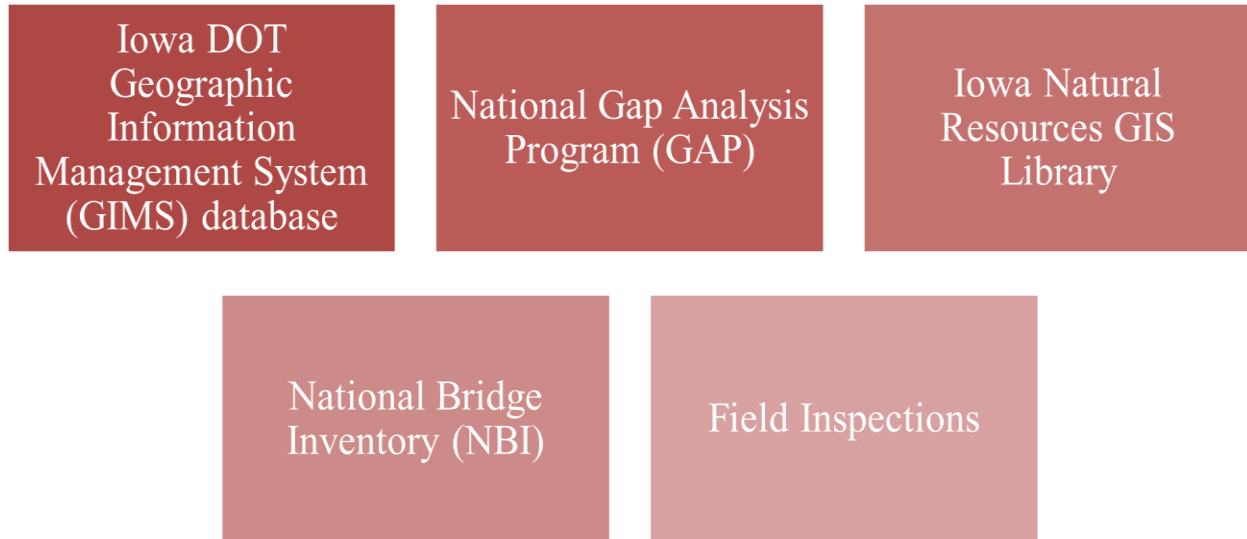 Iowa DOT
Geographic
Information
Management System
(GIMS) database
National Gap Analysis
Program (GAP)
Iowa Natural
Resources GIS
Library
National Bridge
Inventory (NBI)
Field Inspections